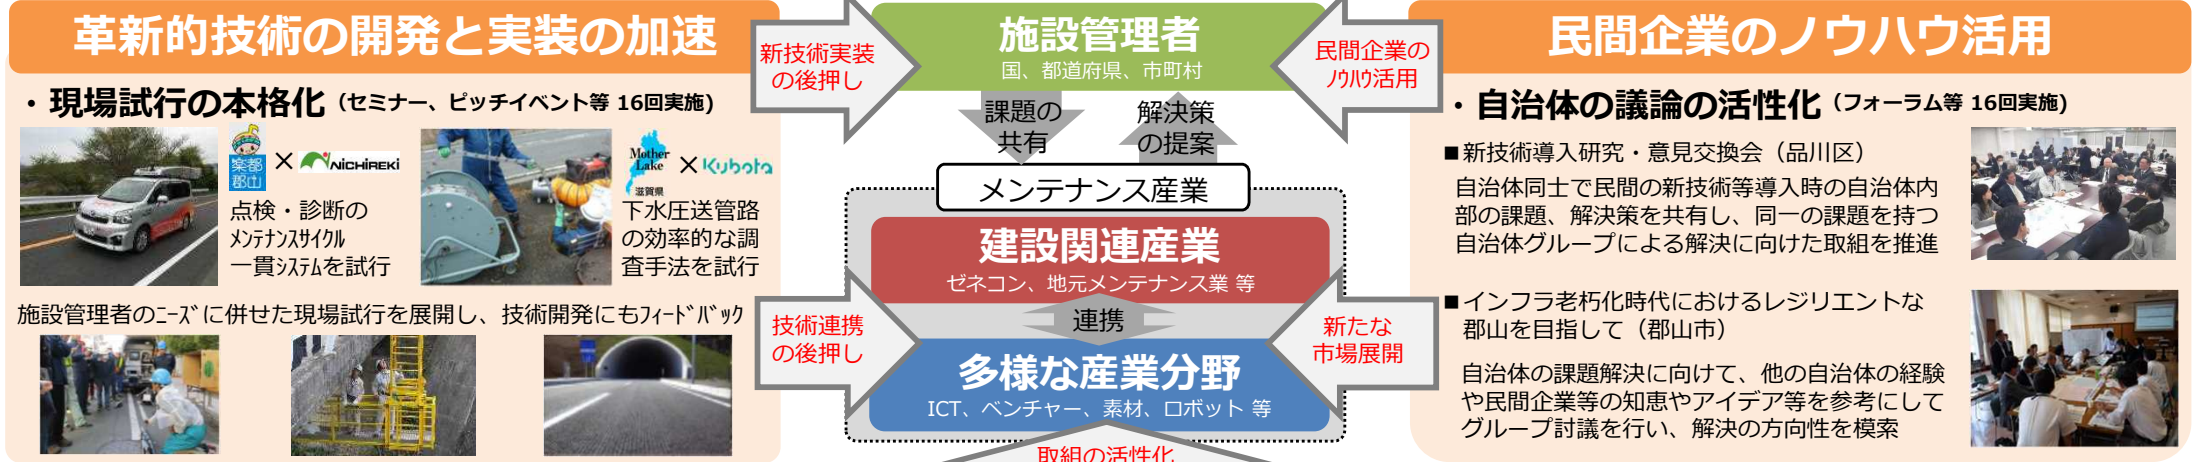 革新的技術の開発と実装の加速
・現場試行の本格化（セミナー、ピッチイベント等 16回実施)
楽都
郡山
×
NICHIREKI
点検・診断の
ﾒﾝﾃﾅﾝｽｻｲｸﾙ
一貫ｼｽﾃﾑを試行
Mother
Lake
滋賀県
×
Kubota
下水圧送管路
の効率的な調
査手法を試行
施設管理者のﾆｰｽﾞに併せた現場試行を展開し、技術開発にもﾌｨｰﾄﾞﾊﾞｯｸ
新技術実装
の後押し
施設管理者
国、都道府県、市町村
民間企業の
ﾉｳﾊｳ活用
課題の
共有
解決策
の提案
メンテナンス産業
建設関連産業
ゼネコン、地元メンテナンス業 等
連携
技術連携
の後押し
新たな
市場展開
多様な産業分野
ICT、ベンチャー、素材、ロボット 等
取組の活性化
民間企業のノウハウ活用
・自治体の議論の活性化（フォーラム等 16回実施)
■新技術導入研究・意見交換会（品川区）
自治体同士で民間の新技術等導入時の自治体内
部の課題、解決策を共有し、同一の課題を持つ
自治体グループによる解決に向けた取組を推進
■インフラ老朽化時代におけるレジリエントな
郡山を目指して（郡山市）
自治体の課題解決に向けて、他の自治体の経験
や民間企業等の知恵やアイデア等を参考にして
グループ討議を行い、解決の方向性を模索